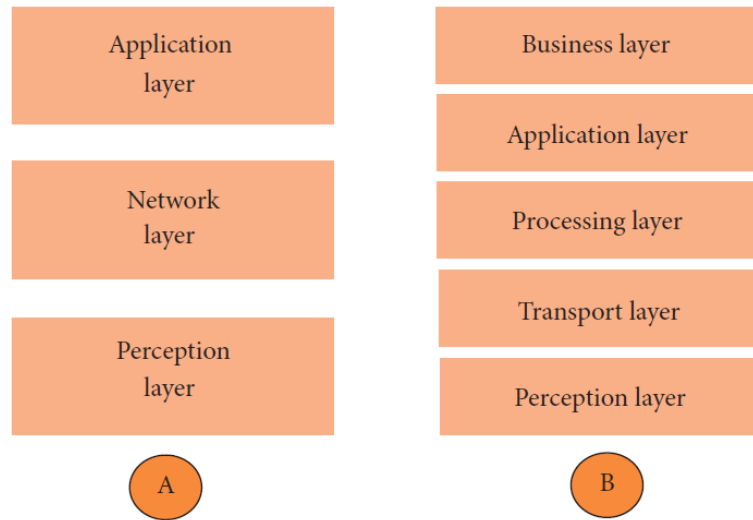 Application
layer
Network
layer
Perception
layer
A
Business layer
Application layer
Processing layer
Transport layer
Perception layer
B